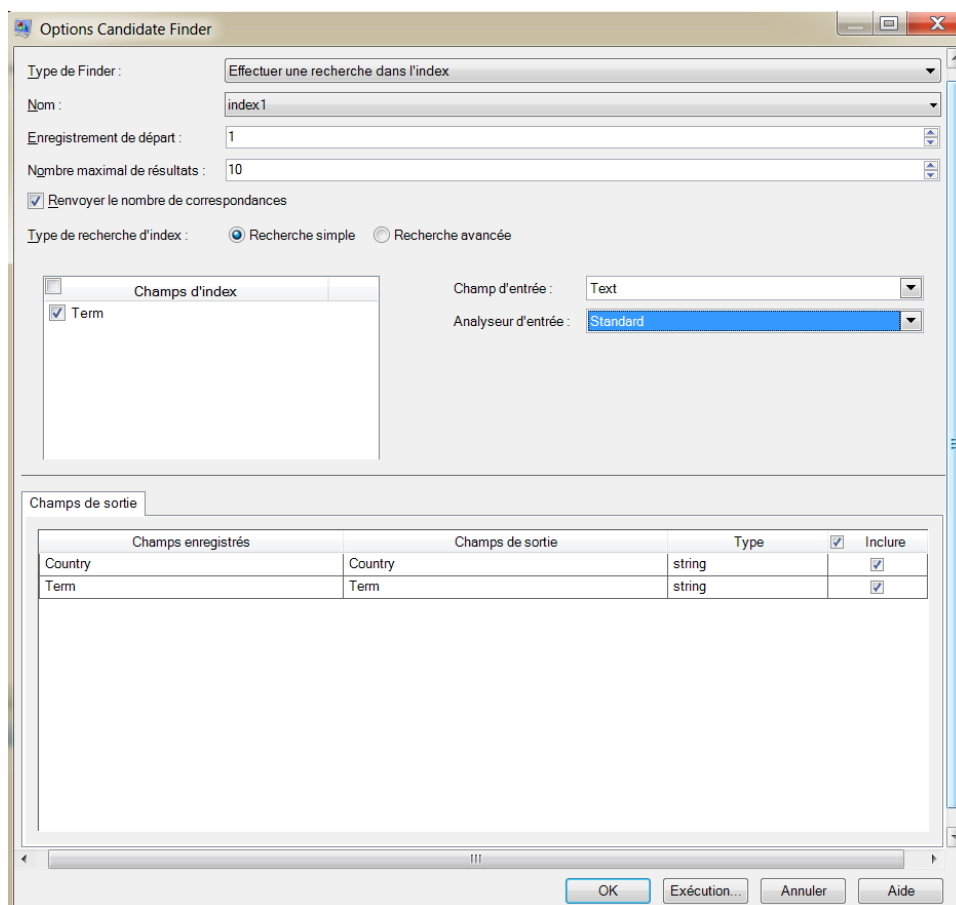 Options Candidate Finder
Type de Finder : Effectuer une recherche dans l'index
Nom : index1
Enregistrement de départ : 1
Nombre maximal de résultats : 10
Renvoyer le nombre de correspondances
Type de recherche d'index : Recherche simple Recherche avancée
Champs d'index
Term
Champ d'entrée : Text
Analyseur d'entrée : Standard
Champs de sortie
Champs enregistrés Champs de sortie Type Inclure
Country Country string
Term Term string
OK Exécution... Annuler Aide